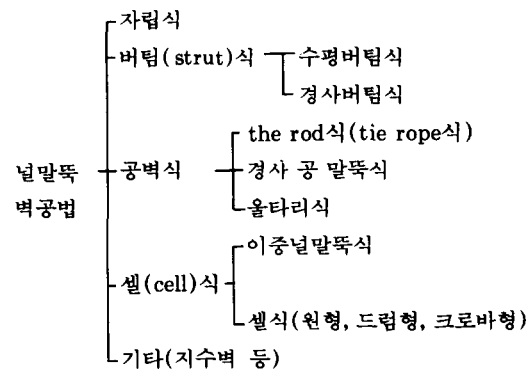 자립식
버팀(strut)식
수평버팀식
경사버팀식
널말뚝
벽공법
공벽식
the rod식(tie rope식)
경사 공 말뚝식
울타리식
셀(cell)식
이중널말뚝식
셀식(원형, 드럼형, 크로바형)
기타(지수벽 등)